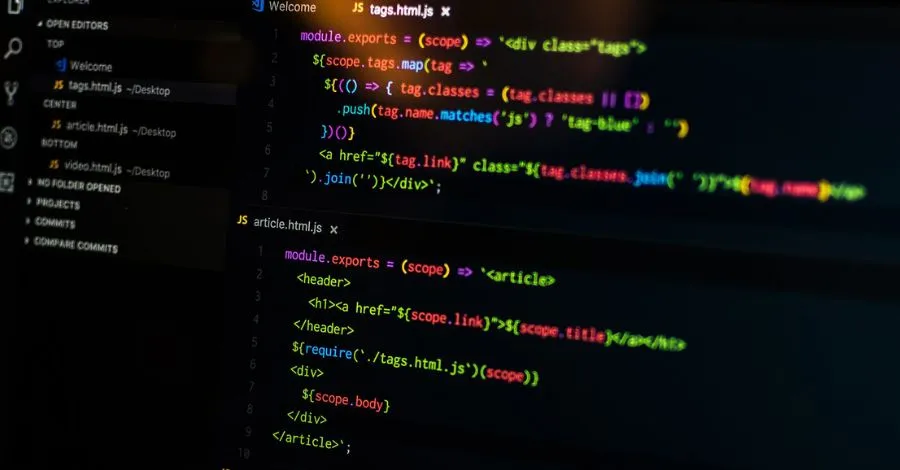 EXPLORER
OPEN EDITORS
TOP
Welcome
JS tags.html.js ~/Desktop
CENTER
JS article.html.js ~/Desktop
BOTTOM
JS video.html.js ~/Desktop
NO FOLDER OPENED
PROJECTS
COMMITS
COMPARE COMMITS
Welcome JS tags.html.js ×
1 module.exports = (scope) => `<div class="tags">
2 ${scope.tags.map(tag => `
3 ${(() => { tag.classes = (tag.classes || [])
4 .push(tag.name.matches('js') ? 'tag-blue' : '')
5 })()}
6 <a href="${tag.link}" class="${tag.classes.join(' ')}">${tag.name}</a>
7 `).join('')}</div>`;
8
JS article.html.js ×
1 module.exports = (scope) => `<article>
2 <header>
3 <h1><a href="${scope.link}">${scope.title}</a></h1>
4 </header>
5 ${require(`./tags.html.js`)(scope)}
6 <div>
7 ${scope.body}
8 </div>
9 </article>`;
10